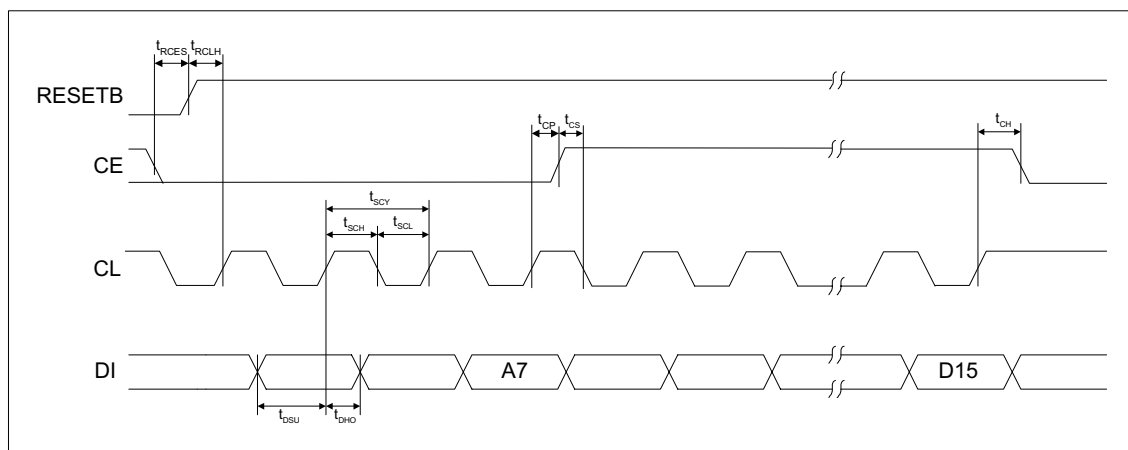 tRCES tRCLH
RESETB
tCP tCS tCH
CE
tSCY
tSCH tSCL
CL
DI A7 D15
tDSU tDHO